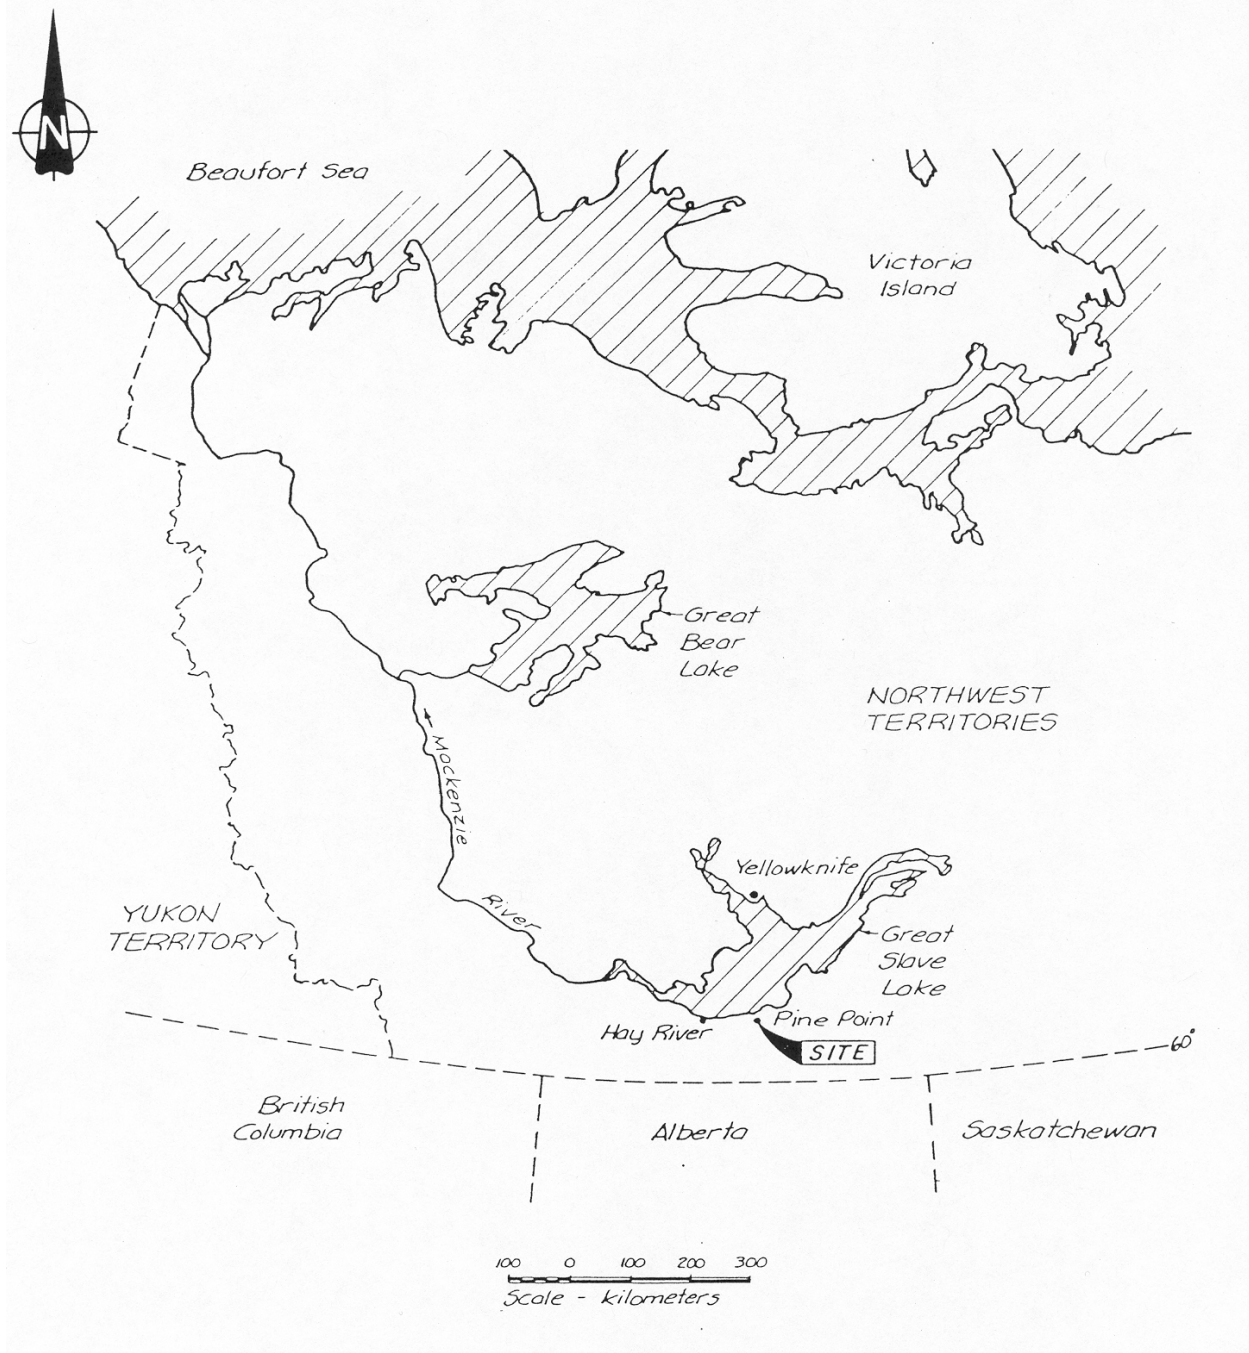 N
Beaufort Sea
Victoria
Island
Great
Bear
Lake
NORTHWEST
TERRITORIES
Mackenzie
River
Yellowknife
YUKON
TERRITORY
Great
Slave
Lake
Hay River
Pine Point
SITE
60°
British
Columbia
Alberta
Saskatchewan
100 0 100 200 300
Scale - kilometers